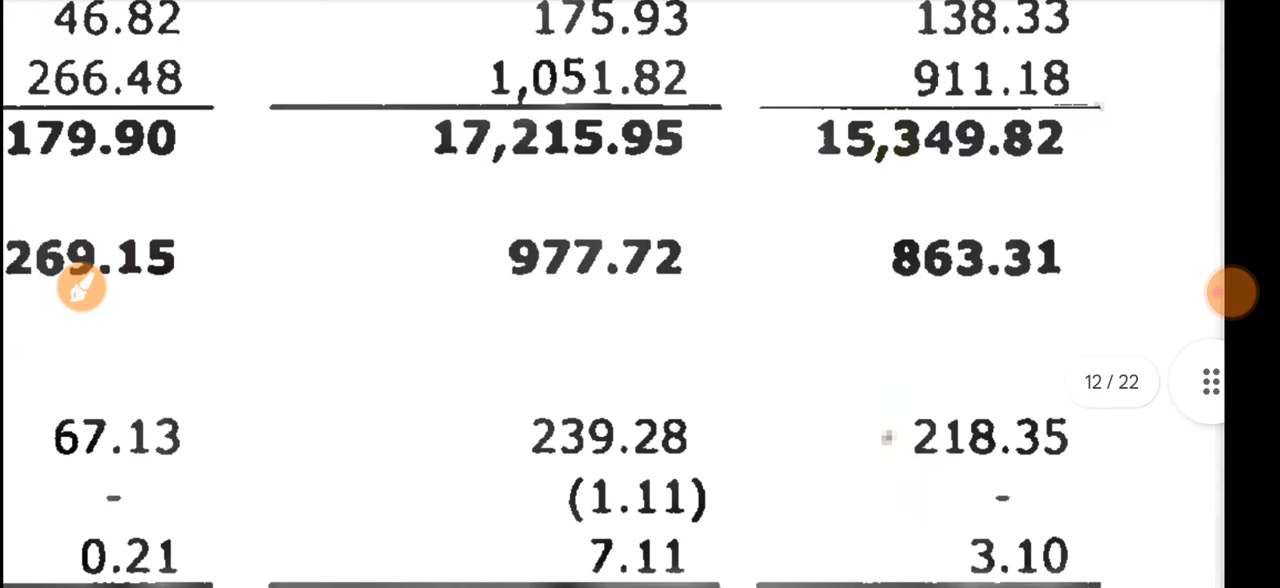 46.82 175.93 138.33
266.48 1,051.82 911.18
179.90 17,215.95 15,349.82
269.15 977.72 863.31
12 / 22
67.13 239.28 218.35
- (1.11) -
0.21 7.11 3.10